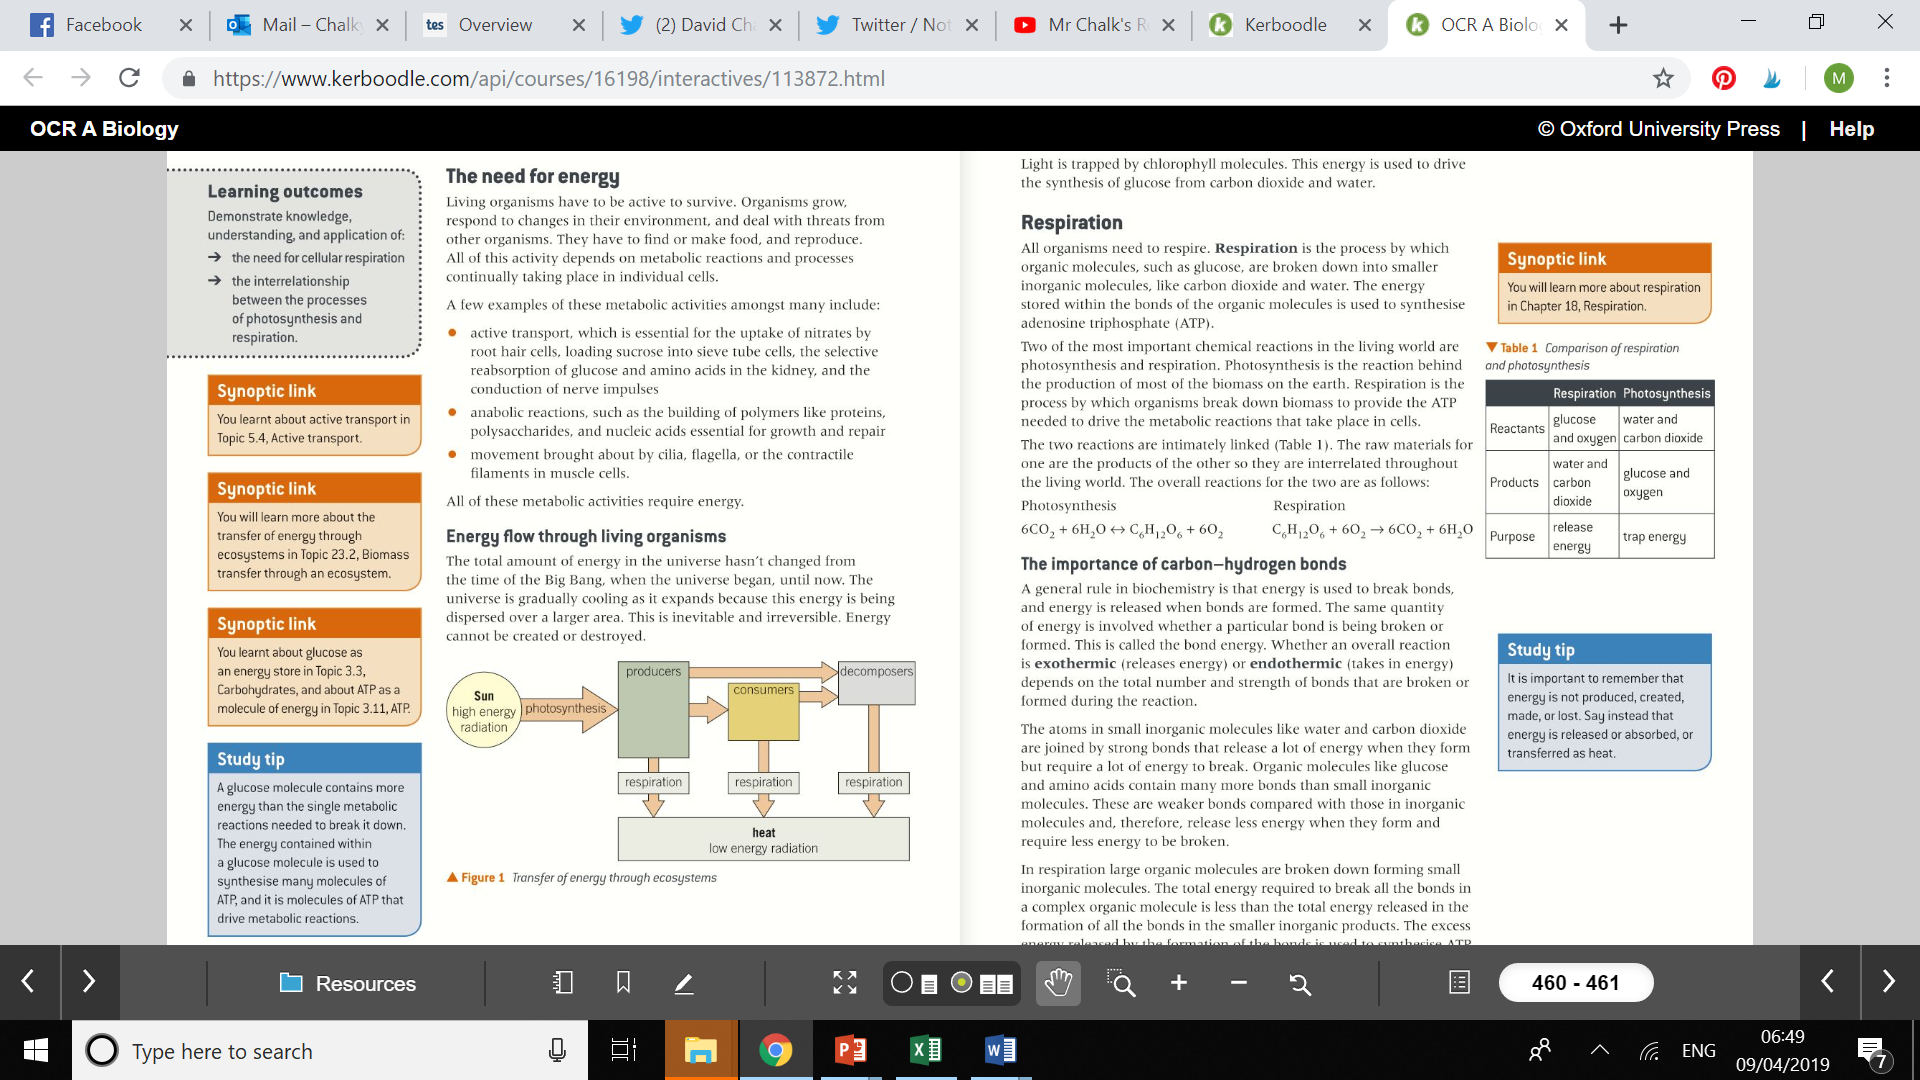 Facebook
Mail – Chalk
tes Overview
(2) David Ch
Twitter / Not
Mr Chalk's R
Kerboodle
OCR A Biolo
https://www.kerboodle.com/api/courses/16198/interactives/113872.html
M
OCR A Biology
© Oxford University Press | Help
Learning outcomes
Demonstrate knowledge,
understanding, and application of:
→ the need for cellular respiration
→ the interrelationship
between the processes
of photosynthesis and
respiration.
Synoptic link
You learnt about active transport in
Topic 5.4, Active transport.
Synoptic link
You will learn more about the
transfer of energy through
ecosystems in Topic 23.2, Biomass
transfer through an ecosystem.
Synoptic link
You learnt about glucose as
an energy store in Topic 3.3,
Carbohydrates, and about ATP as a
molecule of energy in Topic 3.11, ATP.
Study tip
A glucose molecule contains more
energy than the single metabolic
reactions needed to break it down.
The energy contained within
a glucose molecule is used to
synthesise many molecules of
ATP, and it is molecules of ATP that
drive metabolic reactions.
The need for energy
Living organisms have to be active to survive. Organisms grow,
respond to changes in their environment, and deal with threats from
other organisms. They have to find or make food, and reproduce.
All of this activity depends on metabolic reactions and processes
continually taking place in individual cells.
A few examples of these metabolic activities amongst many include:
• active transport, which is essential for the uptake of nitrates by
root hair cells, loading sucrose into sieve tube cells, the selective
reabsorption of glucose and amino acids in the kidney, and the
conduction of nerve impulses
• anabolic reactions, such as the building of polymers like proteins,
polysaccharides, and nucleic acids essential for growth and repair
• movement brought about by cilia, flagella, or the contractile
filaments in muscle cells.
All of these metabolic activities require energy.
Energy flow through living organisms
The total amount of energy in the universe hasn't changed from
the time of the Big Bang, when the universe began, until now. The
universe is gradually cooling as it expands because this energy is being
dispersed over a larger area. This is inevitable and irreversible. Energy
cannot be created or destroyed.
Sun
high energy
radiation
photosynthesis
producers
consumers
decomposers
respiration
respiration
respiration
heat
low energy radiation
▲ Figure 1 Transfer of energy through ecosystems
Light is trapped by chlorophyll molecules. This energy is used to drive
the synthesis of glucose from carbon dioxide and water.
Respiration
All organisms need to respire. Respiration is the process by which
organic molecules, such as glucose, are broken down into smaller
inorganic molecules, like carbon dioxide and water. The energy
stored within the bonds of the organic molecules is used to synthesise
adenosine triphosphate (ATP).
Two of the most important chemical reactions in the living world are
photosynthesis and respiration. Photosynthesis is the reaction behind
the production of most of the biomass on the earth. Respiration is the
process by which organisms break down biomass to provide the ATP
needed to drive the metabolic reactions that take place in cells.
The two reactions are intimately linked (Table 1). The raw materials for
one are the products of the other so they are interrelated throughout
the living world. The overall reactions for the two are as follows:
Photosynthesis Respiration
6CO₂ + 6H₂O ↔ C₆H₁₂O₆ + 6O₂ C₆H₁₂O₆ + 6O₂ → 6CO₂ + 6H₂O
The importance of carbon–hydrogen bonds
A general rule in biochemistry is that energy is used to break bonds,
and energy is released when bonds are formed. The same quantity
of energy is involved whether a particular bond is being broken or
formed. This is called the bond energy. Whether an overall reaction
is exothermic (releases energy) or endothermic (takes in energy)
depends on the total number and strength of bonds that are broken or
formed during the reaction.
The atoms in small inorganic molecules like water and carbon dioxide
are joined by strong bonds that release a lot of energy when they form
but require a lot of energy to break. Organic molecules like glucose
and amino acids contain many more bonds than small inorganic
molecules. These are weaker bonds compared with those in inorganic
molecules and, therefore, release less energy when they form and
require less energy to be broken.
In respiration large organic molecules are broken down forming small
inorganic molecules. The total energy required to break all the bonds in
a complex organic molecule is less than the total energy released in the
formation of all the bonds in the smaller inorganic products. The excess
energy released by the formation of the bonds is used to synthesise ATP
Synoptic link
You will learn more about respiration
in Chapter 18, Respiration.
▼ Table 1 Comparison of respiration
and photosynthesis
Respiration Photosynthesis
Reactants glucose and oxygen water and carbon dioxide
Products water and carbon dioxide glucose and oxygen
Purpose release energy trap energy
Study tip
It is important to remember that
energy is not produced, created,
made, or lost. Say instead that
energy is released or absorbed, or
transferred as heat.
Resources
460 - 461
Type here to search
ENG
06:49
09/04/2019
7